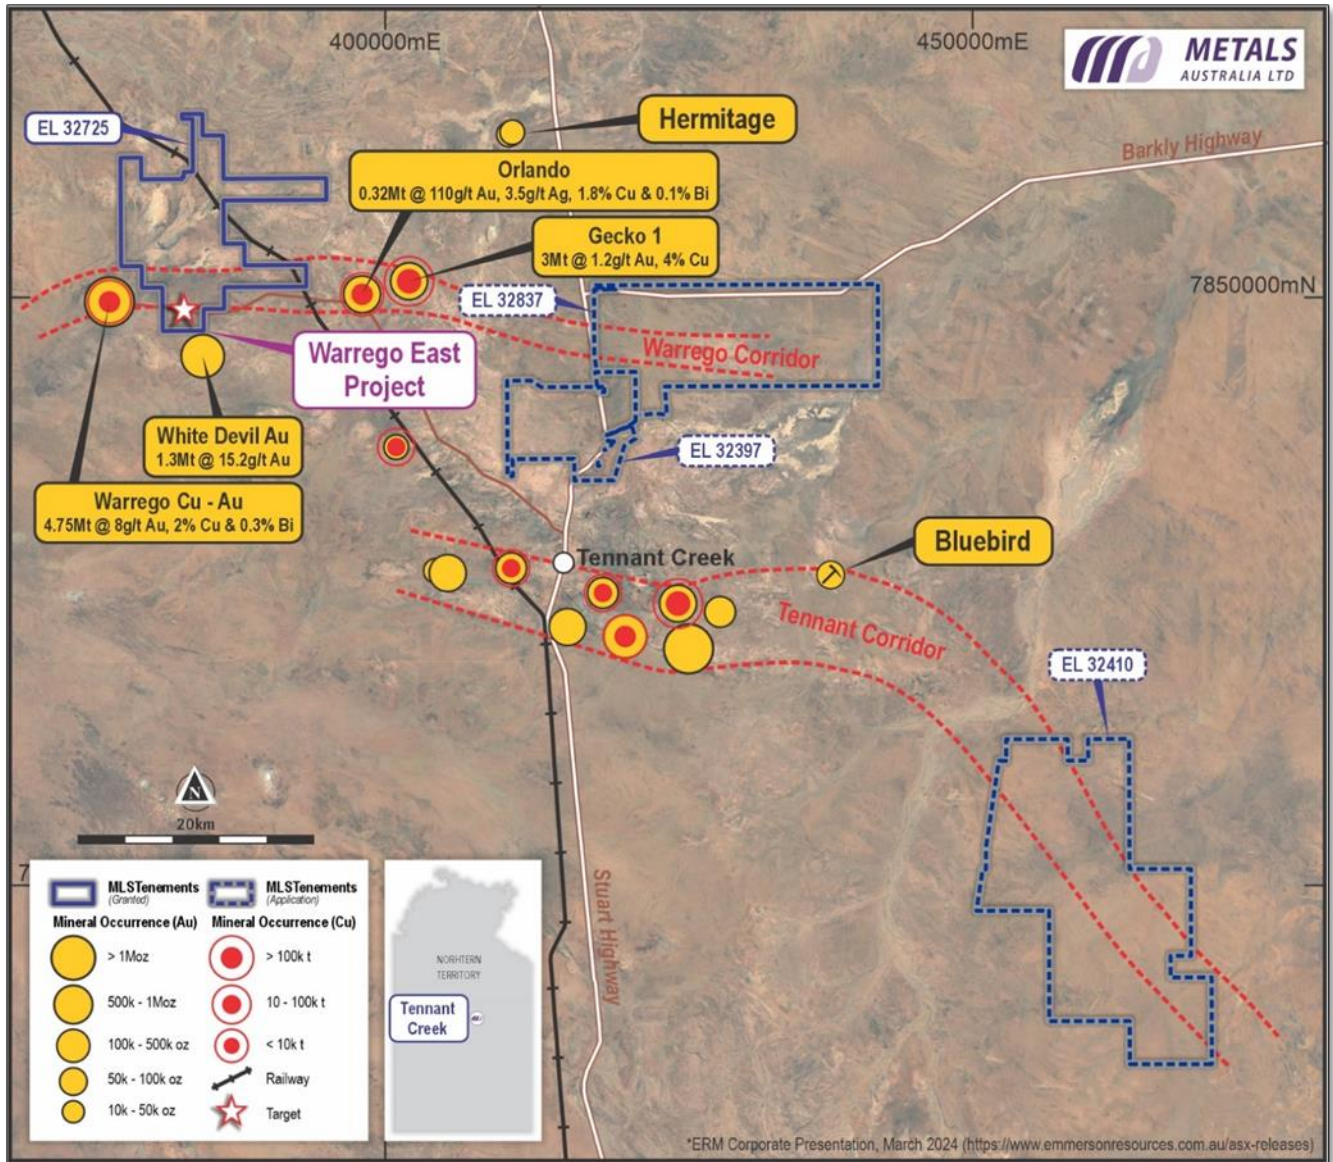 400000mE
450000mE
METALS
AUSTRALIA LTD
EL 32725
Hermitage
Barkly Highway
Orlando
0.32Mt @ 110g/t Au, 3.5g/t Ag, 1.8% Cu & 0.1% Bi
Gecko 1
3Mt @ 1.2g/t Au, 4% Cu
7850000mN
EL 32837
Warrego East
Project
Warrego Corridor
White Devil Au
1.3Mt @ 15.2g/t Au
EL 32397
Warrego Cu - Au
4.75Mt @ 8g/t Au, 2% Cu & 0.3% Bi
Tennant Creek
Bluebird
Tennant Corridor
EL 32410
N
20km
7
Stuart Highway
MLSTenements
(Granted)
MLSTenements
(Application)
Mineral Occurrence (Au)
Mineral Occurrence (Cu)
> 1Moz
> 100k t
500k - 1Moz
10 - 100k t
100k - 500k oz
< 10k t
50k - 100k oz
Railway
10k - 50k oz
Target
NORHTERN
TERRITORY
Tennant
Creek
*ERM Corporate Presentation, March 2024 (https://www.emmersonresources.com.au/asx-releases)